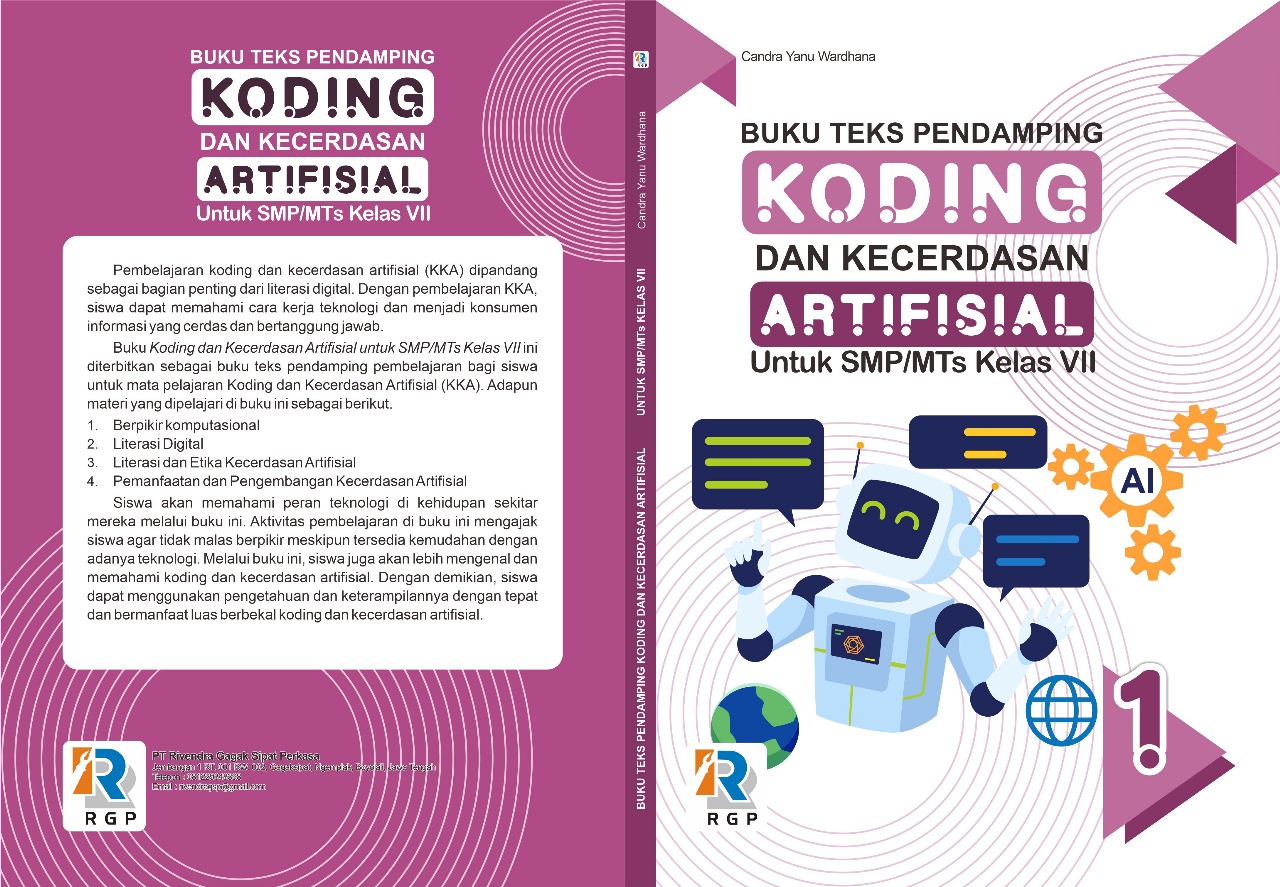 BUKU TEKS PENDAMPING
KODING
DAN KECERDASAN
ARTIFISIAL
Untuk SMP/MTs Kelas VII
Pembelajaran koding dan kecerdasan artifisial (KKA) dipandang
sebagai bagian penting dari literasi digital. Dengan pembelajaran KKA,
siswa dapat memahami cara kerja teknologi dan menjadi konsumen
informasi yang cerdas dan bertanggung jawab.
Buku Koding dan Kecerdasan Artifisial untuk SMP/MTs Kelas VII ini
diterbitkan sebagai buku teks pendamping pembelajaran bagi siswa
untuk mata pelajaran Koding dan Kecerdasan Artifisial (KKA). Adapun
materi yang dipelajari di buku ini sebagai berikut.
1. Berpikir komputasional
2. Literasi Digital
3. Literasi dan Etika Kecerdasan Artifisial
4. Pemanfaatan dan Pengembangan Kecerdasan Artifisial
Siswa akan memahami peran teknologi di kehidupan sekitar
mereka melalui buku ini. Aktivitas pembelajaran di buku ini mengajak
siswa agar tidak malas berpikir meskipun tersedia kemudahan dengan
adanya teknologi. Melalui buku ini, siswa juga akan lebih mengenal dan
memahami koding dan kecerdasan artifisial. Dengan demikian, siswa
dapat menggunakan pengetahuan dan keterampilannya dengan tepat
dan bermanfaat luas berbekal koding dan kecerdasan artifisial.
RGP
PT Rivendra Gagak Sipat Perkasa
Gagaksipat, Ngemplak, Boyolali, Jawa Tengah
Telepon :
Email :
RGP
Candra Yanu Wardhana
UNTUK SMP/MTs KELAS VII
BUKU TEKS PENDAMPING KODING DAN KECERDASAN ARTIFISIAL
Candra Yanu Wardhana
BUKU TEKS PENDAMPING
KODING
DAN KECERDASAN
ARTIFISIAL
Untuk SMP/MTs Kelas VII
AI
1
RGP